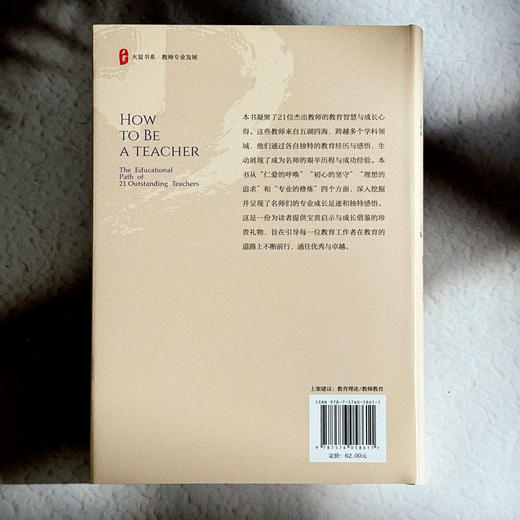 大夏书系 | 教师专业发展
HOW
TO BE
A TEACHER
The Educational
Path of
21 Outstanding Teachers
本书凝聚了21位杰出教师的教育智慧与成长心
得。这些教师来自五湖四海，跨越多个学科领
域，他们通过各自独特的教育经历与感悟，生
动展现了成为名师的艰辛历程与成功经验。本
书从“仁爱的呼唤”“初心的坚守”“理想的
追求”和“专业的修炼”四个方面，深入挖掘
并呈现了名师们的专业成长足迹和独特感悟。
这是一份为读者提供宝贵启示与成长借鉴的珍
贵礼物，旨在引导每一位教育工作者在教育的
道路上不断前行，通往优秀与卓越。
上架建议：教育理论/教师教育
ISBN 978-7-5760-5861-1
9 787576 058611 >
定价：62.00元